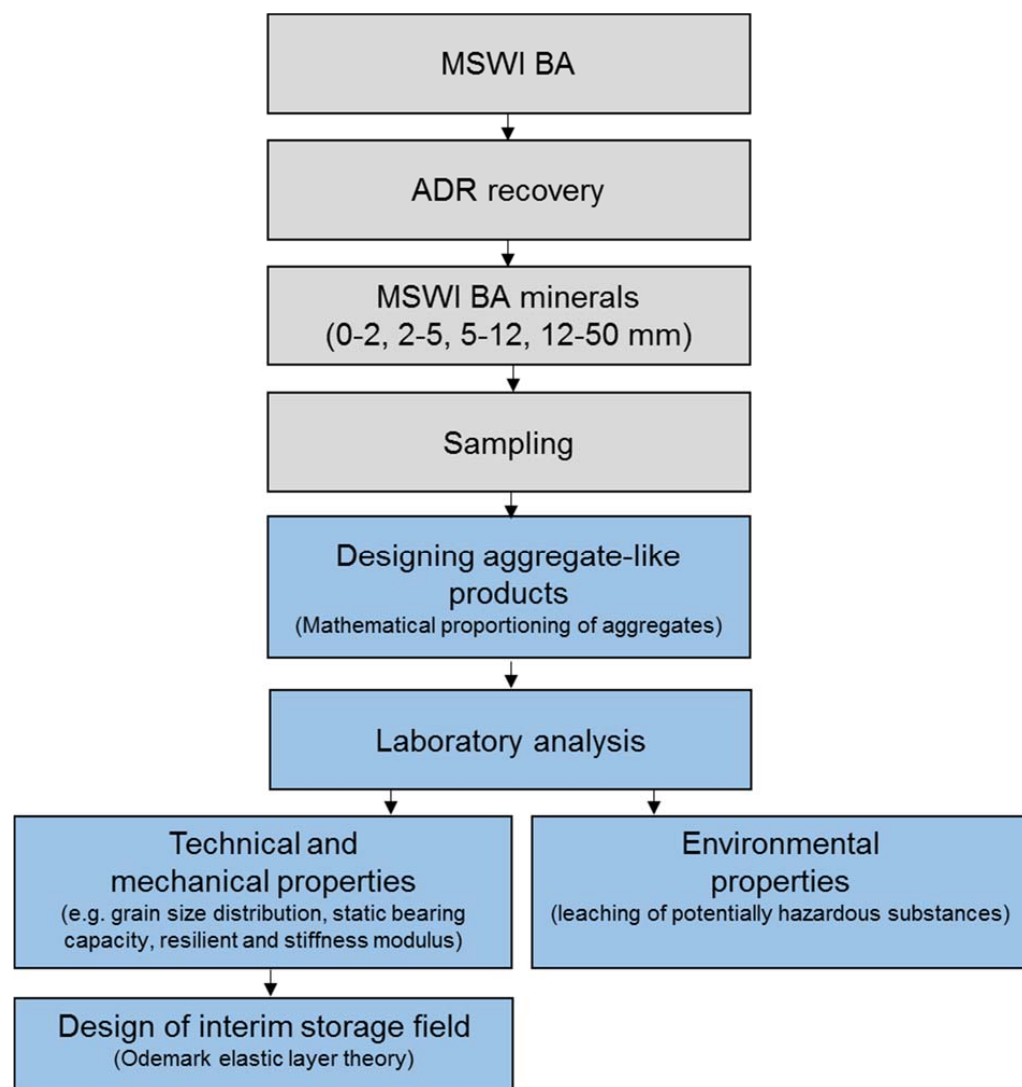 MSWI BA
ADR recovery
MSWI BA minerals
(0-2, 2-5, 5-12, 12-50 mm)
Sampling
Designing aggregate-like
products
(Mathematical proportioning of aggregates)
Laboratory analysis
Technical and
mechanical properties
(e.g. grain size distribution, static bearing
capacity, resilient and stiffness modulus)
Environmental
properties
(leaching of potentially hazardous substances)
Design of interim storage field
(Odemark elastic layer theory)